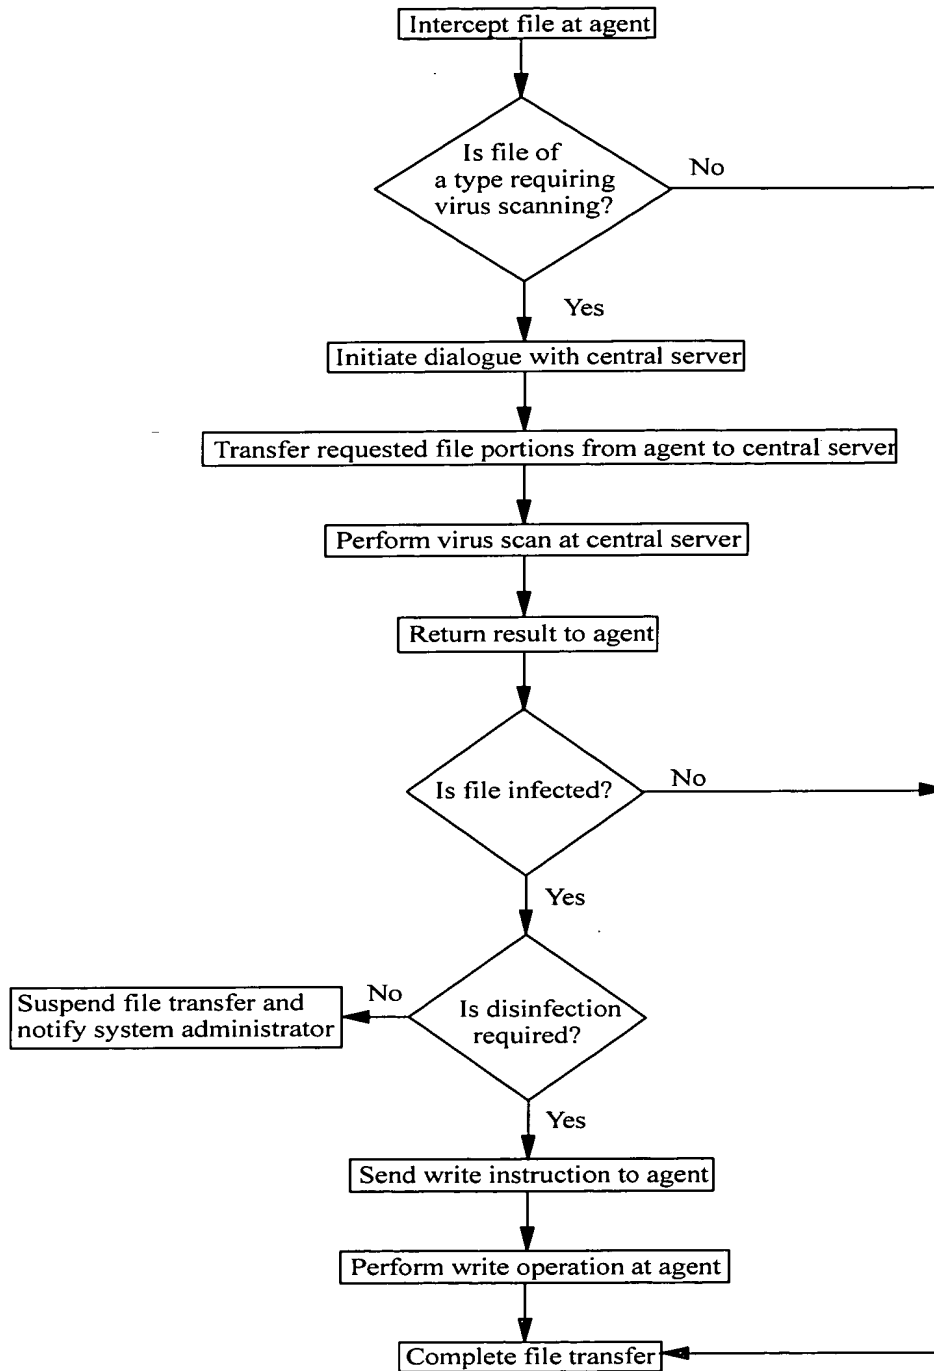 Intercept file at agent
Is file of
a type requiring
virus scanning?
No
Yes
Initiate dialogue with central server
Transfer requested file portions from agent to central server
Perform virus scan at central server
Return result to agent
Is file infected?
No
Yes
Is disinfection
required?
No
Suspend file transfer and
notify system administrator
Yes
Send write instruction to agent
Perform write operation at agent
Complete file transfer